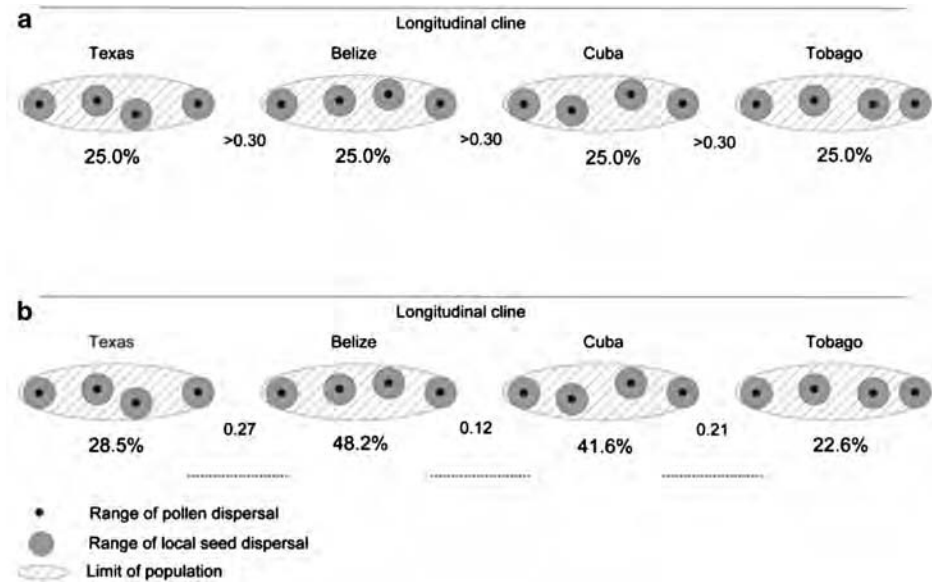 a
Longitudinal cline
Texas Belize Cuba Tobago
>0.30 >0.30 >0.30
25.0% 25.0% 25.0% 25.0%
b
Longitudinal cline
Texas Belize Cuba Tobago
0.27 0.12 0.21
28.5% 48.2% 41.6% 22.6%
Range of pollen dispersal
Range of local seed dispersal
Limit of population